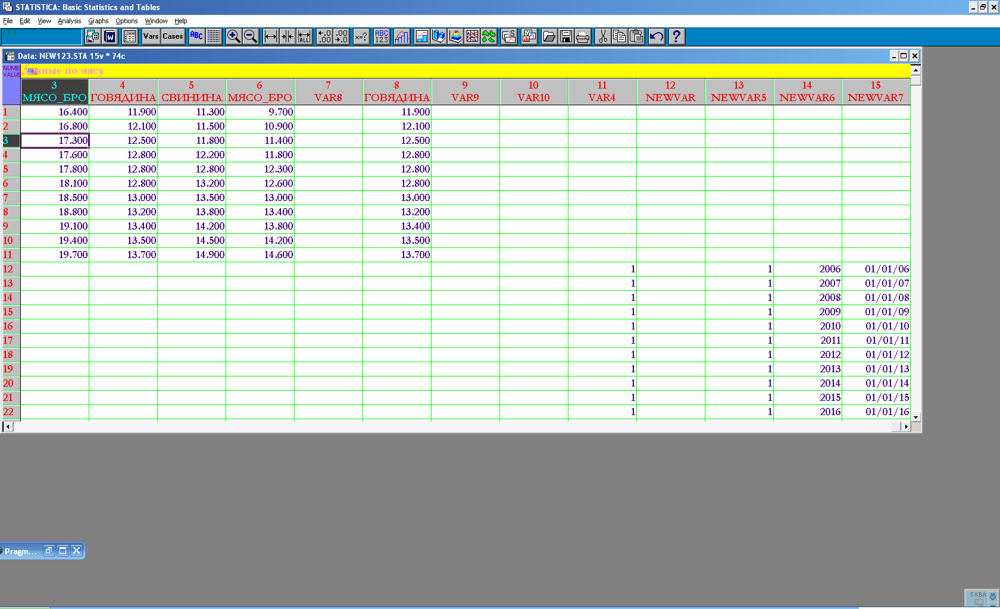 STATISTICA: Basic Statistics and Tables
File Edit View Analysis Graphs Options Window Help
17.3 Vars Cases ABC ALL +.0 .00 .00 +.0 x=? ABC 123 ?
Data: NEW123.STA 15v * 74c
NUME VALUE
по мясу
3 4 5 6 7 8 9 10 11 12 13 14 15
МЯСО_БРО ГОВЯДИНА СВИНИНА МЯСО_БРО VAR8 ГОВЯДИНА VAR9 VAR10 VAR4 NEWVAR NEWVAR5 NEWVAR6 NEWVAR7
1 16.400 11.900 11.300 9.700 11.900
2 16.800 12.100 11.500 10.900 12.100
3 17.300 12.500 11.800 11.400 12.500
4 17.600 12.800 12.200 11.800 12.800
5 17.800 12.800 12.800 12.300 12.800
6 18.100 12.800 13.200 12.600 12.800
7 18.500 13.000 13.500 13.000 13.000
8 18.800 13.200 13.800 13.400 13.200
9 19.100 13.400 14.200 13.800 13.400
10 19.400 13.500 14.500 14.200 13.500
11 19.700 13.700 14.900 14.600 13.700
12 1 1 2006 01/01/06
13 1 1 2007 01/01/07
14 1 1 2008 01/01/08
15 1 1 2009 01/01/09
16 1 1 2010 01/01/10
17 1 1 2011 01/01/11
18 1 1 2012 01/01/12
19 1 1 2013 01/01/13
20 1 1 2014 01/01/14
21 1 1 2015 01/01/15
22 1 1 2016 01/01/16
Pragm...
5 KB/s